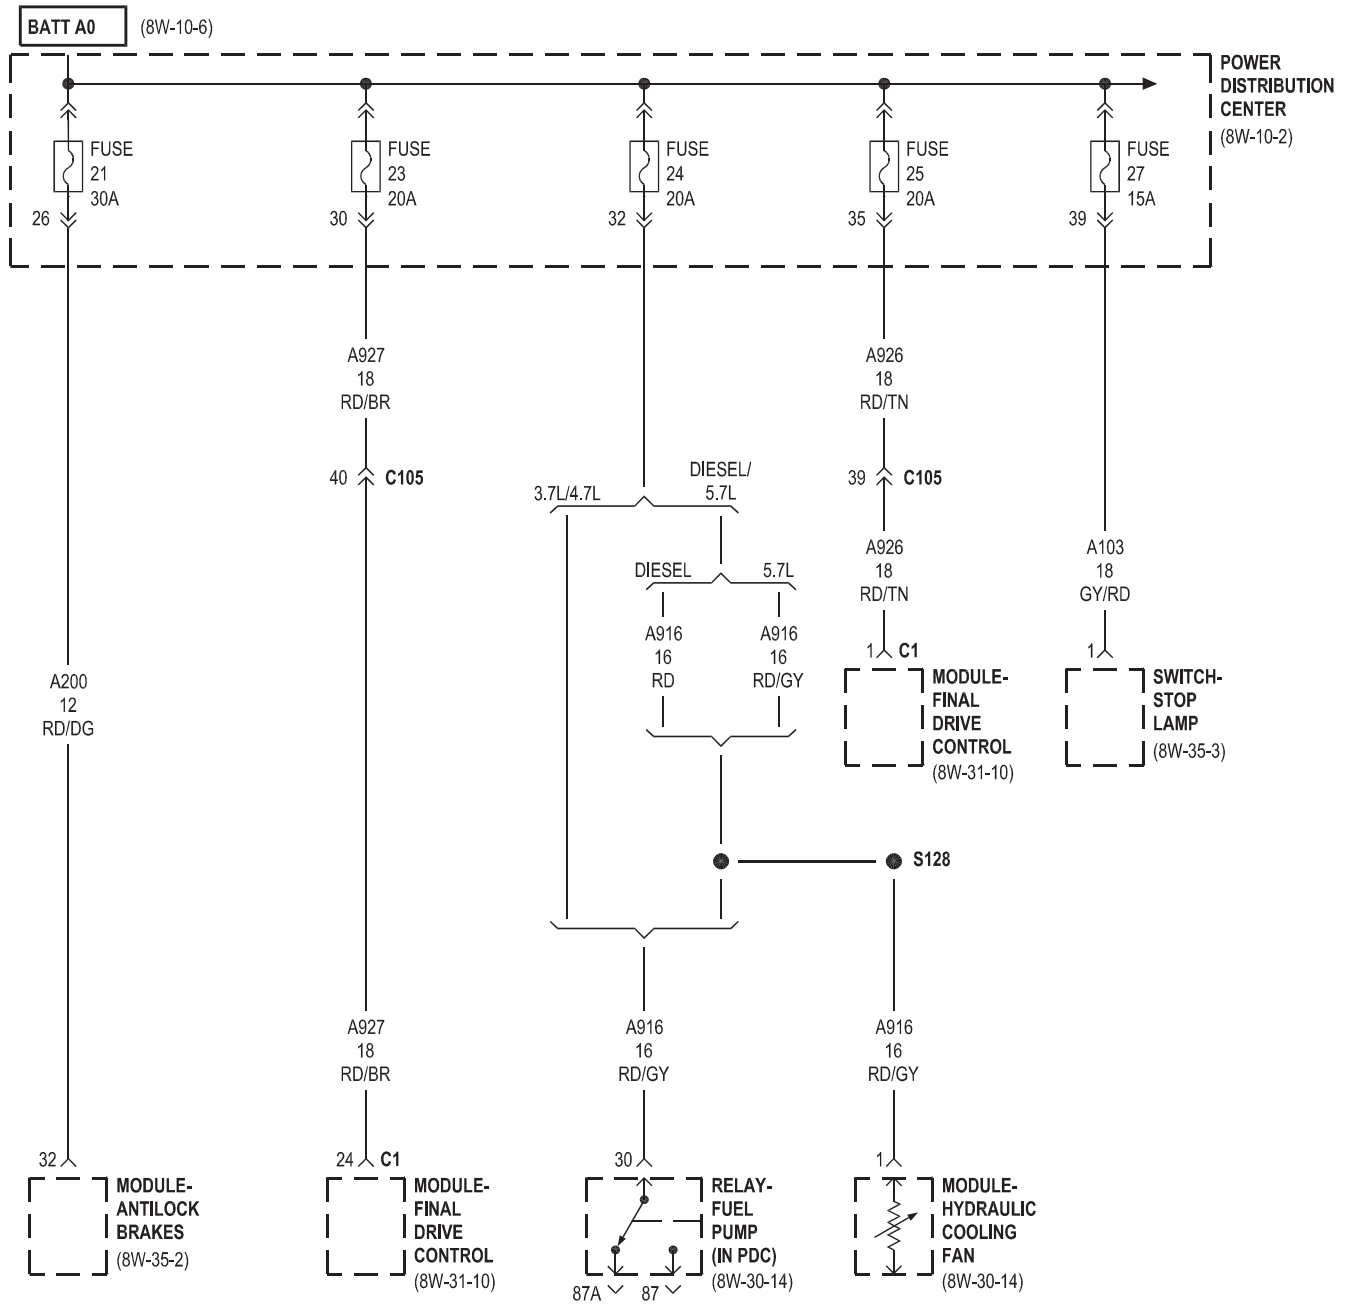 BATT A0
(8W-10-6)
POWER
DISTRIBUTION
CENTER
(8W-10-2)
FUSE
21
30A
26
FUSE
23
20A
30
FUSE
24
20A
32
FUSE
25
20A
35
FUSE
27
15A
39
A927
18
RD/BR
A926
18
RD/TN
40
C105
39
C105
3.7L/4.7L
DIESEL/
5.7L
DIESEL
5.7L
A916
16
RD
A916
16
RD/GY
A926
18
RD/TN
A103
18
GY/RD
1
C1
MODULE-
FINAL
DRIVE
CONTROL
(8W-31-10)
1
SWITCH-
STOP
LAMP
(8W-35-3)
A200
12
RD/DG
S128
A927
18
RD/BR
A916
16
RD/GY
A916
16
RD/GY
32
MODULE-
ANTILOCK
BRAKES
(8W-35-2)
24
C1
MODULE-
FINAL
DRIVE
CONTROL
(8W-31-10)
30
RELAY-
FUEL
PUMP
(IN PDC)
(8W-30-14)
87A
87
1
MODULE-
HYDRAULIC
COOLING
FAN
(8W-30-14)